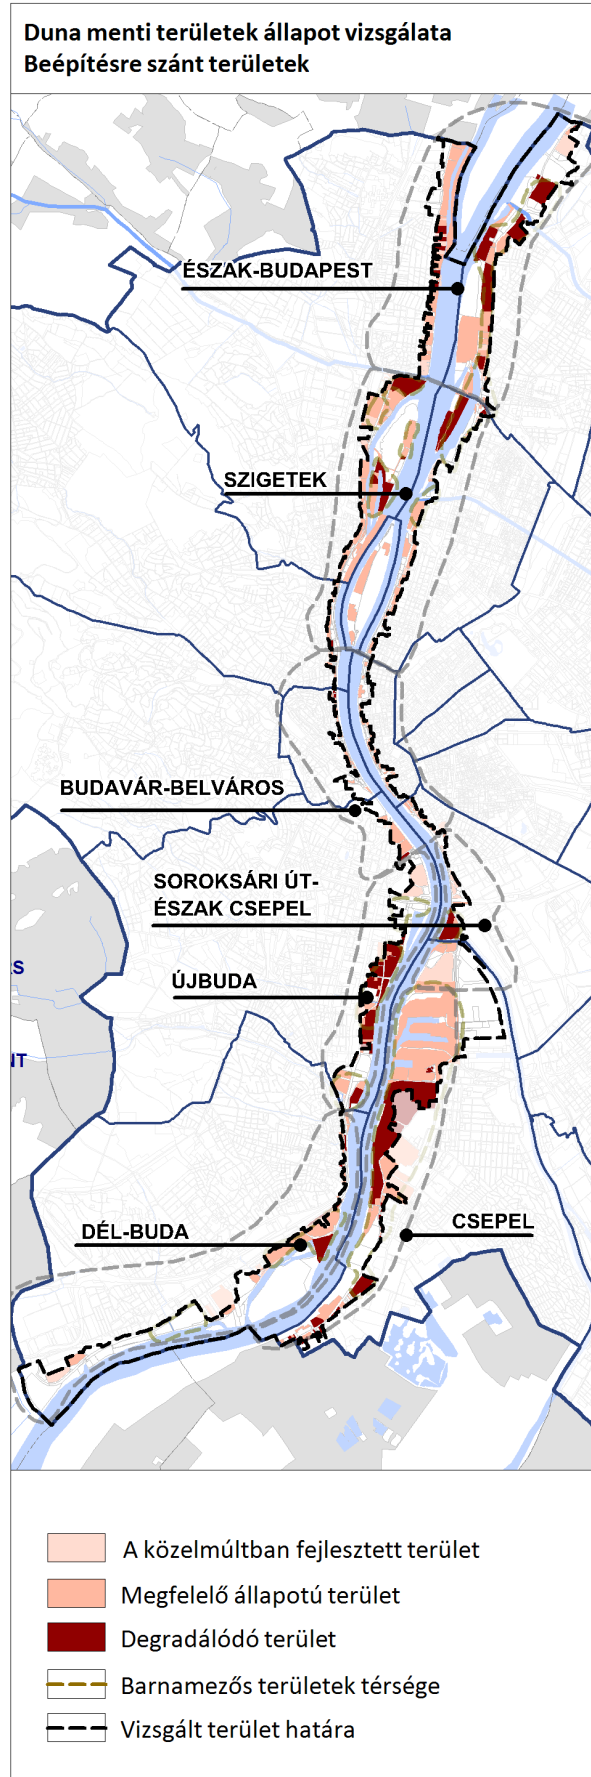 Duna menti területek állapot vizsgálata
Beépítésre szánt területek
ÉSZAK-BUDAPEST
SZIGETEK
BUDAVÁR-BELVÁROS
SOROKSÁRI ÚT-
ÉSZAK CSEPEL
ÚJBUDA
DÉL-BUDA
CSEPEL
A közelmúltban fejlesztett terület
Megfelelő állapotú terület
Degradálódó terület
Barnamezős területek térsége
Vizsgált terület határa